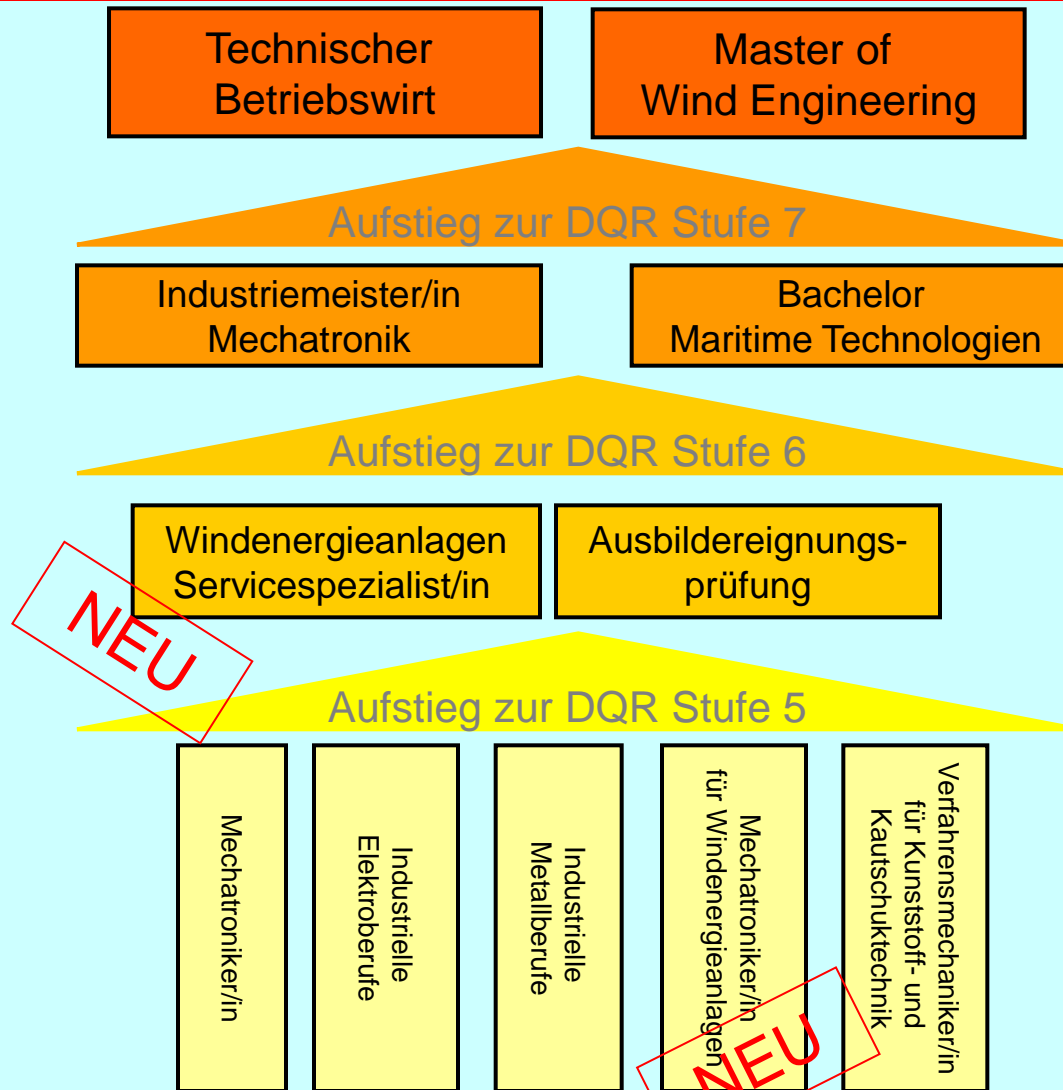 Technischer
Betriebswirt
Master of
Wind Engineering
Aufstieg zur DQR Stufe 7
Industriemeister/in
Mechatronik
Bachelor
Maritime Technologien
Aufstieg zur DQR Stufe 6
Windenergieanlagen
Servicespezialist/in
Ausbildereignungs-
prüfung
NEU
Aufstieg zur DQR Stufe 5
Mechatroniker/in
Industrielle
Elektroberufe
Industrielle
Metallberufe
Mechatroniker/in
für Windenergieanlagen
Verfahrensmechaniker/in
für Kunststoff- und
Kautschuktechnik
NEU